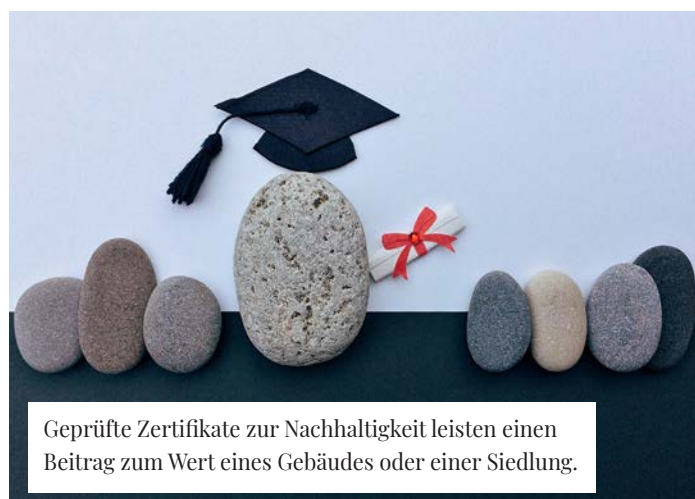 Geprüfte Zertifikate zur Nachhaltigkeit leisten einen
Beitrag zum Wert eines Gebäudes oder einer Siedlung.